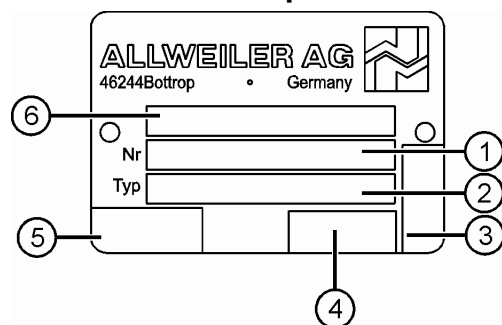 ALLWEILER AG
46244Bottrop • Germany
6
Nr 1
Typ 2
5 3
4